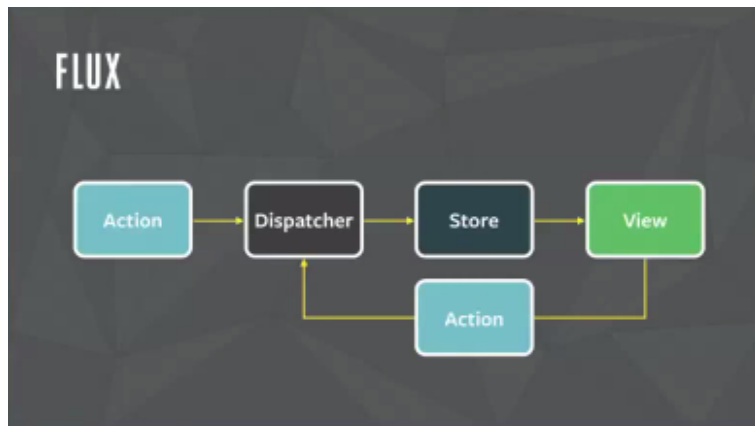 FLUX
Action
Dispatcher
Store
View
Action